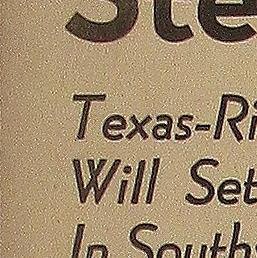 Ste
Texas-Ri
Will Set
In South